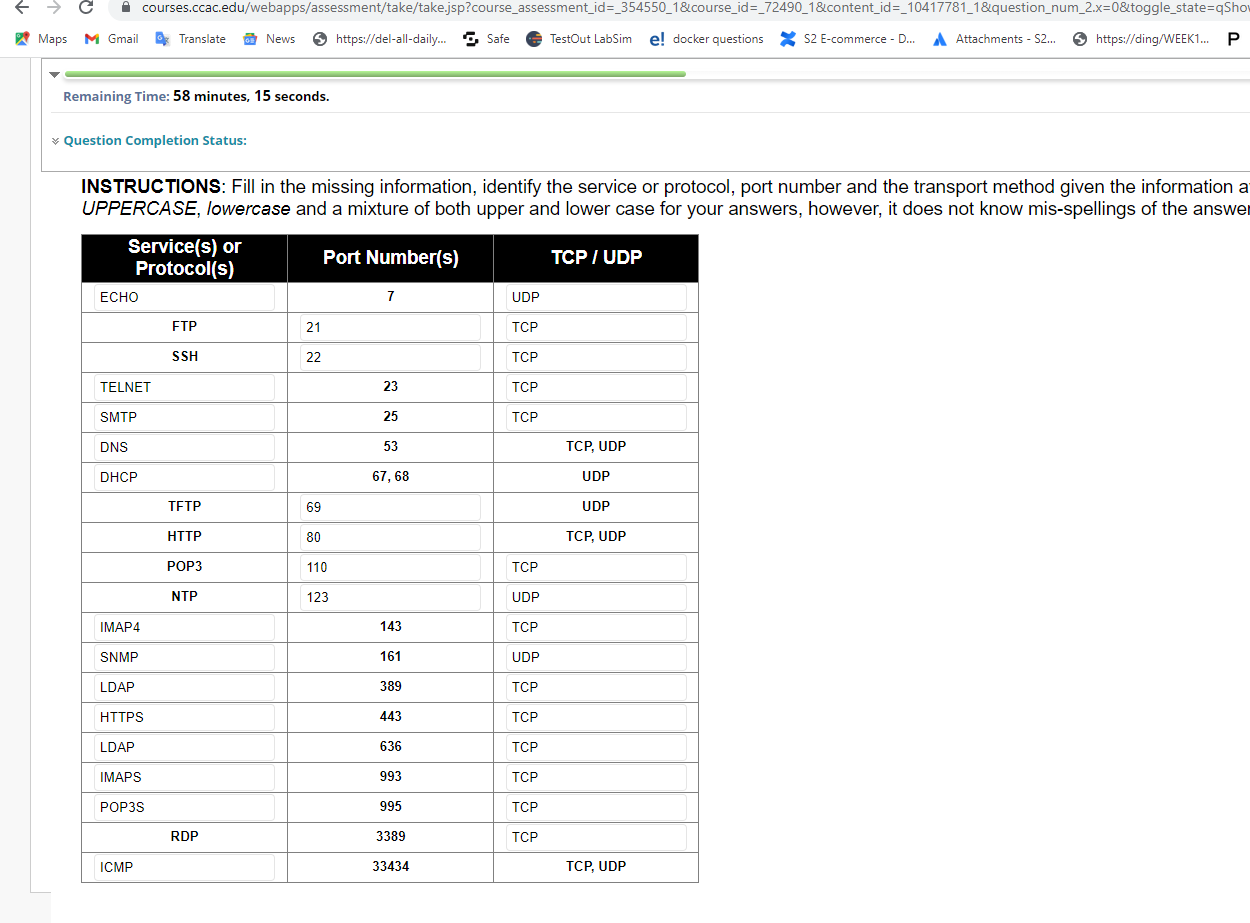 courses.ccac.edu/webapps/assessment/take/take.jsp?course_assessment_id=_354550_1&course_id=_72490_1&content_id=_10417781_1&question_num_2.x=0&toggle_state=qShow
Maps Gmail Translate News https://del-all-daily... Safe TestOut LabSim e! docker questions S2 E-commerce - D... Attachments - S2... https://ding/WEEK1... P
Remaining Time: 58 minutes, 15 seconds.
Question Completion Status:
INSTRUCTIONS: Fill in the missing information, identify the service or protocol, port number and the transport method given the information a
UPPERCASE, lowercase and a mixture of both upper and lower case for your answers, however, it does not know mis-spellings of the answer
Service(s) or
Protocol(s) Port Number(s) TCP / UDP
ECHO 7 UDP
FTP 21 TCP
SSH 22 TCP
TELNET 23 TCP
SMTP 25 TCP
DNS 53 TCP, UDP
DHCP 67, 68 UDP
TFTP 69 UDP
HTTP 80 TCP, UDP
POP3 110 TCP
NTP 123 UDP
IMAP4 143 TCP
SNMP 161 UDP
LDAP 389 TCP
HTTPS 443 TCP
LDAP 636 TCP
IMAPS 993 TCP
POP3S 995 TCP
RDP 3389 TCP
ICMP 33434 TCP, UDP